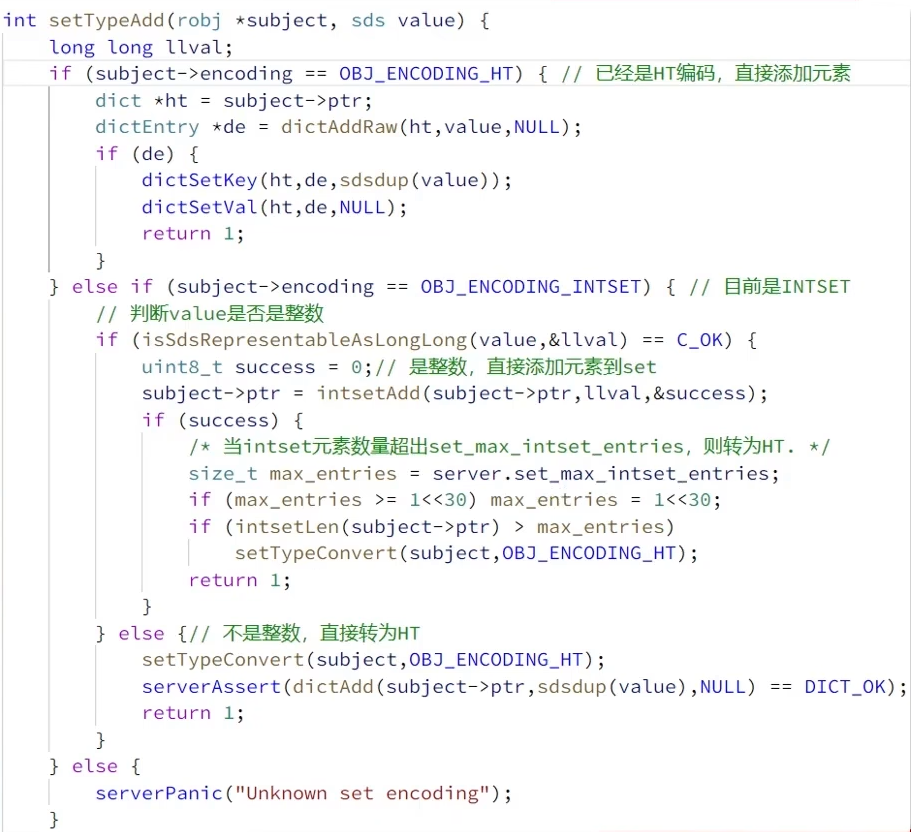 int setTypeAdd(robj *subject, sds value) {
    long long llval;
    if (subject->encoding == OBJ_ENCODING_HT) { // 已经是HT编码，直接添加元素
        dict *ht = subject->ptr;
        dictEntry *de = dictAddRaw(ht,value,NULL);
        if (de) {
            dictSetKey(ht,de,sdsdup(value));
            dictSetVal(ht,de,NULL);
            return 1;
        }
    } else if (subject->encoding == OBJ_ENCODING_INTSET) { // 目前是INTSET
        // 判断value是否是整数
        if (isSdsRepresentableAsLongLong(value,&llval) == C_OK) {
            uint8_t success = 0;// 是整数，直接添加元素到set
            subject->ptr = intsetAdd(subject->ptr,llval,&success);
            if (success) {
                /* 当intset元素数量超出set_max_intset_entries，则转为HT. */
                size_t max_entries = server.set_max_intset_entries;
                if (max_entries >= 1<<30) max_entries = 1<<30;
                if (intsetLen(subject->ptr) > max_entries)
                    setTypeConvert(subject,OBJ_ENCODING_HT);
                return 1;
            }
        } else {// 不是整数，直接转为HT
            setTypeConvert(subject,OBJ_ENCODING_HT);
            serverAssert(dictAdd(subject->ptr,sdsdup(value),NULL) == DICT_OK);
            return 1;
        }
    } else {
        serverPanic("Unknown set encoding");
    }